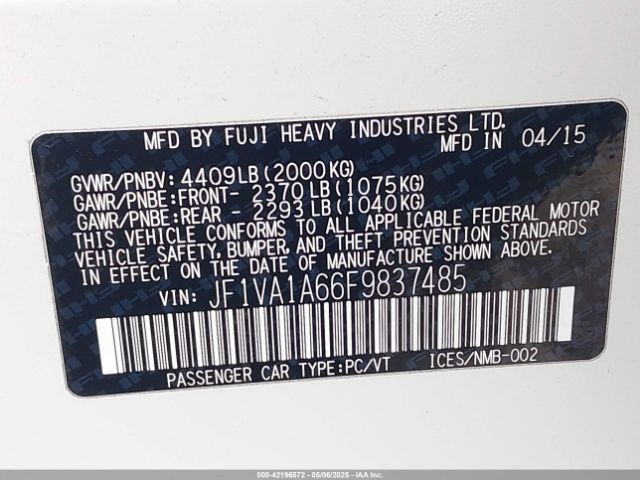 MFD BY FUJI HEAVY INDUSTRIES LTD.
MFD IN 04/15
GVWR/PNBV: 4409LB(2000KG)
GAWR/PNBE:FRONT- 2370LB(1075KG)
GAWR/PNBE:REAR - 2293LB(1040KG)
THIS VEHICLE CONFORMS TO ALL APPLICABLE FEDERAL MOTOR
VEHICLE SAFETY, BUMPER, AND THEFT PREVENTION STANDARDS
IN EFFECT ON THE DATE OF MANUFACTURE SHOWN ABOVE.
VIN: JF1VA1A66F9837485
PASSENGER CAR TYPE:PC/VT ICES/NMB-002
000-42196572 - 05/06/2025 - IAA Inc.